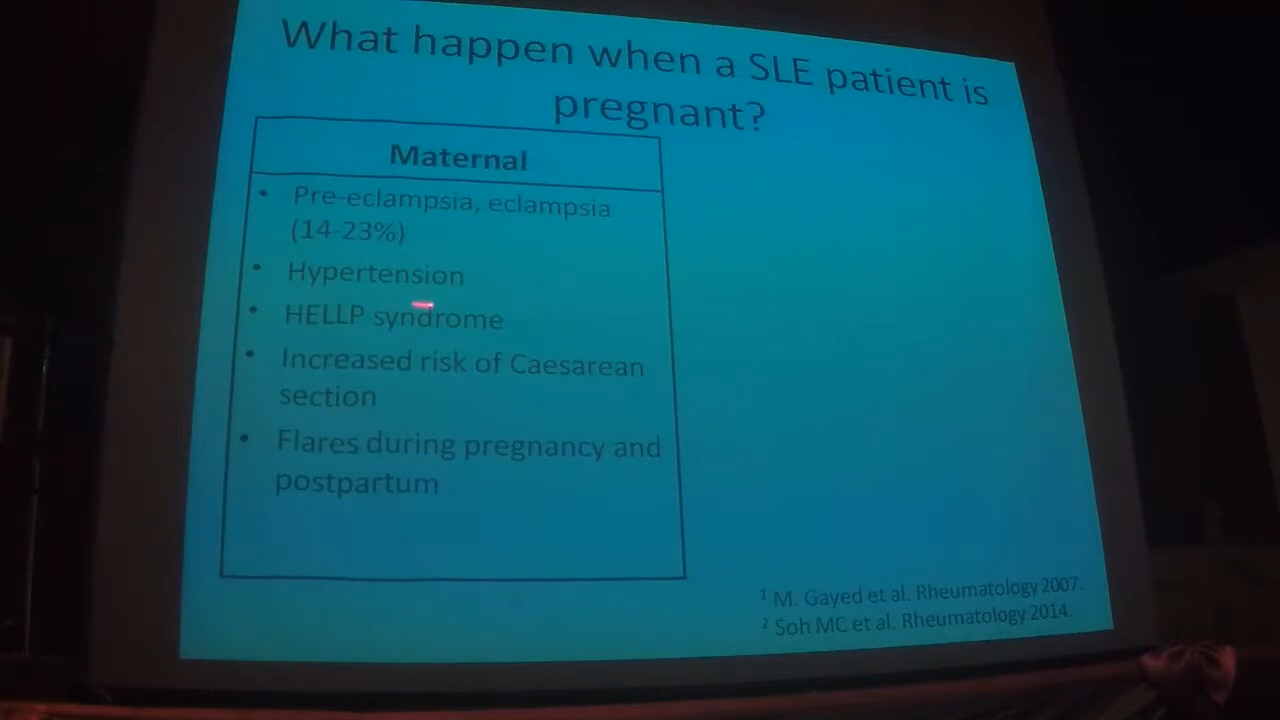 What happen when a SLE patient is
pregnant?
Maternal
• Pre-eclampsia, eclampsia
(14-23%)
• Hypertension
• HELLP syndrome
• Increased risk of Caesarean
section
• Flares during pregnancy and
postpartum
¹ M. Gayed et al. Rheumatology 2007.
² Soh MC et al. Rheumatology 2014.